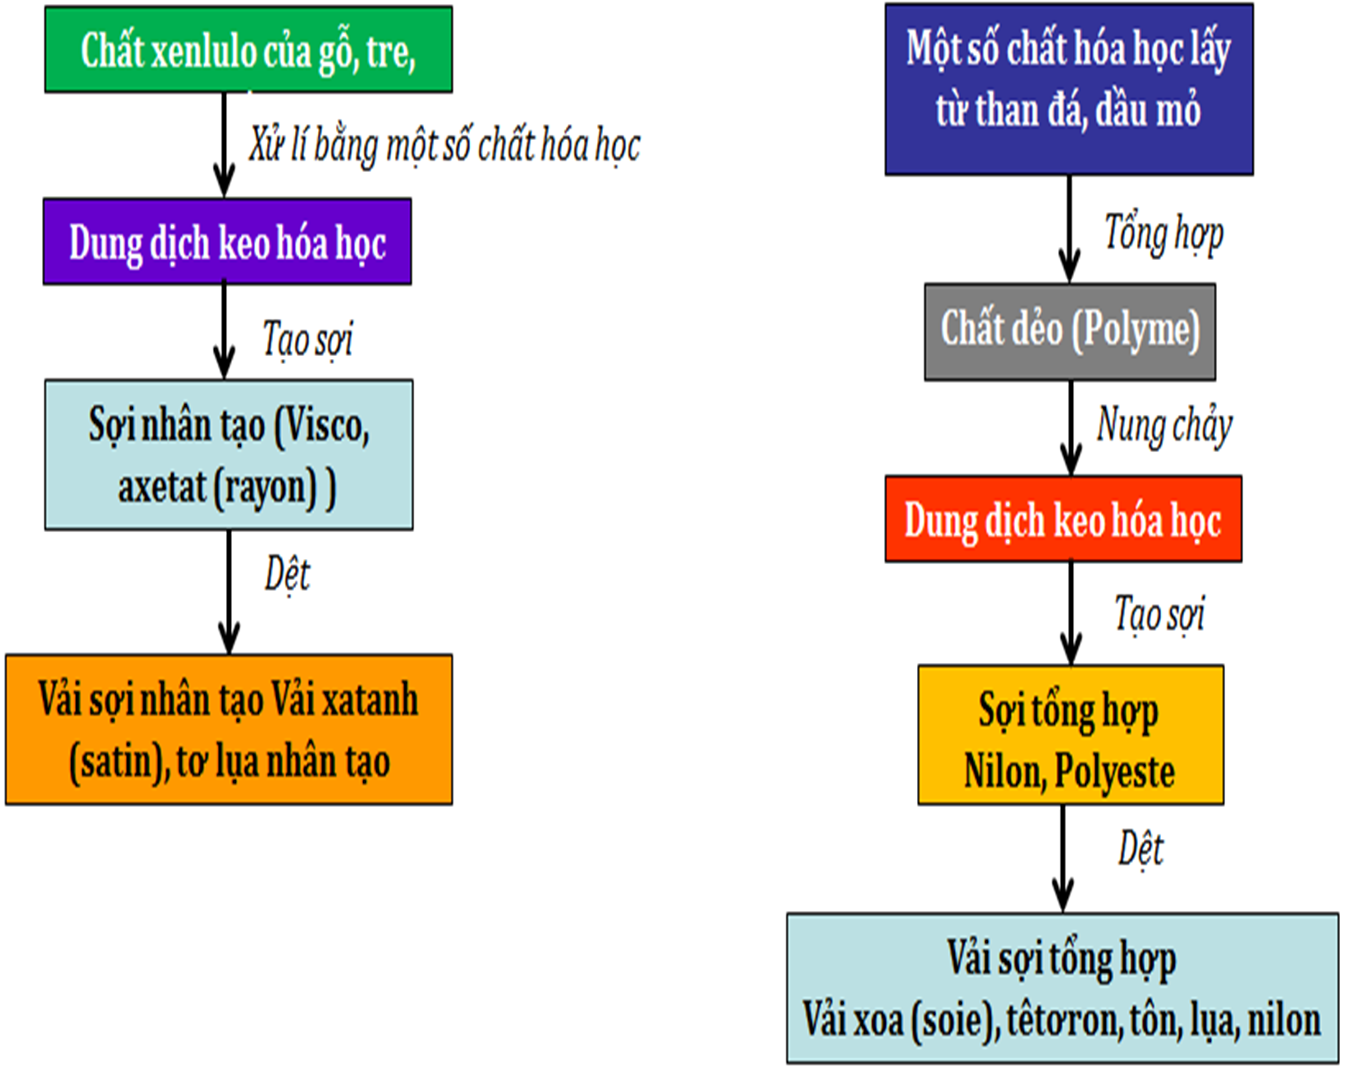 Chất xenlulo của gỗ, tre,
Xử lí bằng một số chất hóa học
Dung dịch keo hóa học
Tạo sợi
Sợi nhân tạo (Visco,
axetat (rayon) )
Dệt
Vải sợi nhân tạo Vải xatanh
(satin), tơ lụa nhân tạo
Một số chất hóa học lấy
từ than đá, dầu mỏ
Tổng hợp
Chất dẻo (Polyme)
Nung chảy
Dung dịch keo hóa học
Tạo sợi
Sợi tổng hợp
Nilon, Polyeste
Dệt
Vải sợi tổng hợp
Vải xoa (soie), têtơron, tôn, lụa, nilon